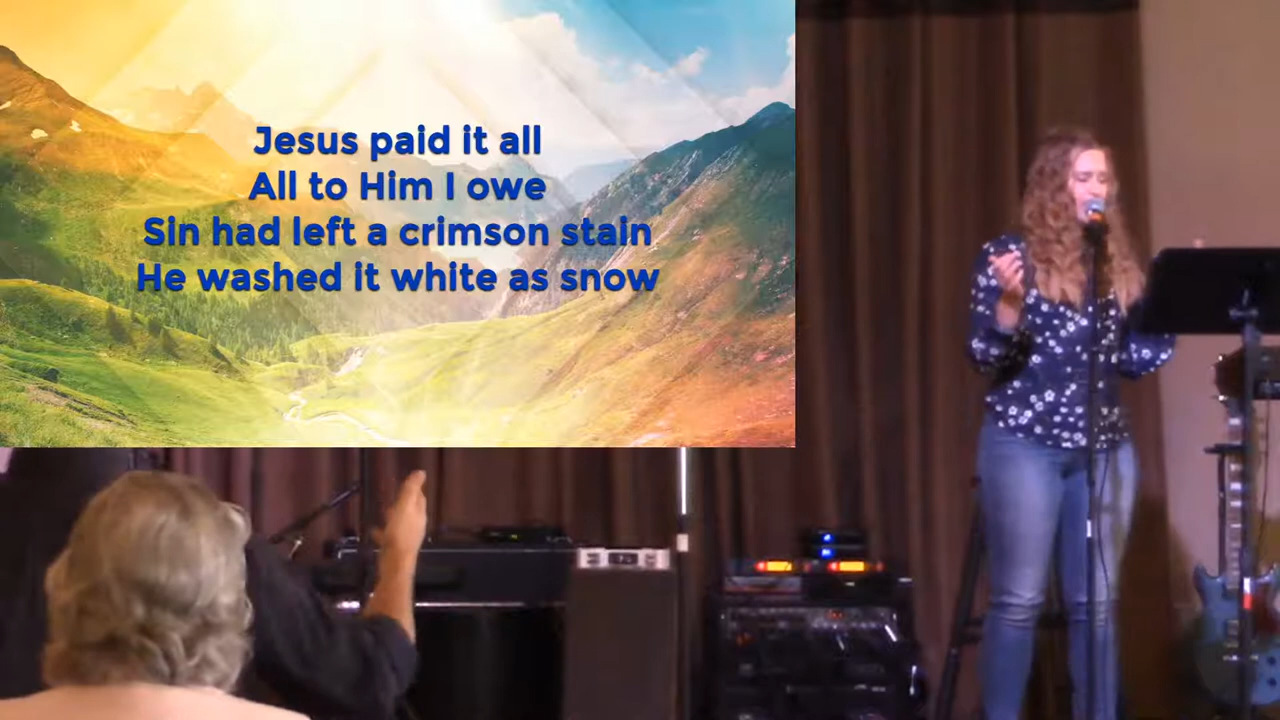 Jesus paid it all
All to Him I owe
Sin had left a crimson stain
He washed it white as snow